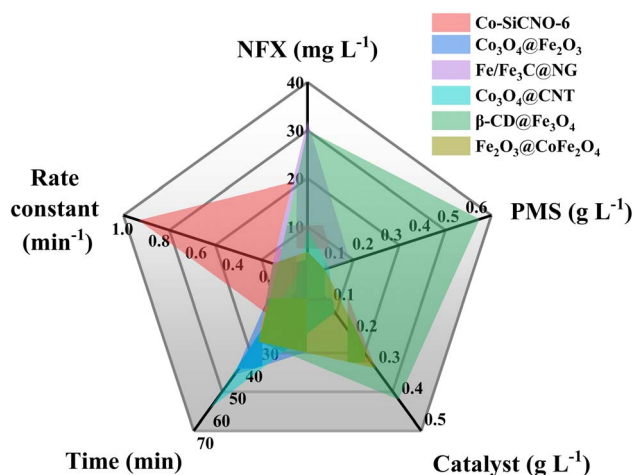 Co-SiCNO-6
Co₃O₄@Fe₂O₃
Fe/Fe₃C@NG
Co₃O₄@CNT
β-CD@Fe₃O₄
Fe₂O₃@CoFe₂O₄
NFX (mg L⁻¹)
40
30
20
10
PMS (g L⁻¹)
0.6
0.5
0.4
0.3
0.2
0.1
Rate
constant
(min⁻¹)
1.0
0.8
0.6
0.4
0.1
0.2
0.3
0.4
0.5
30
40
50
60
70
Time (min)
Catalyst (g L⁻¹)